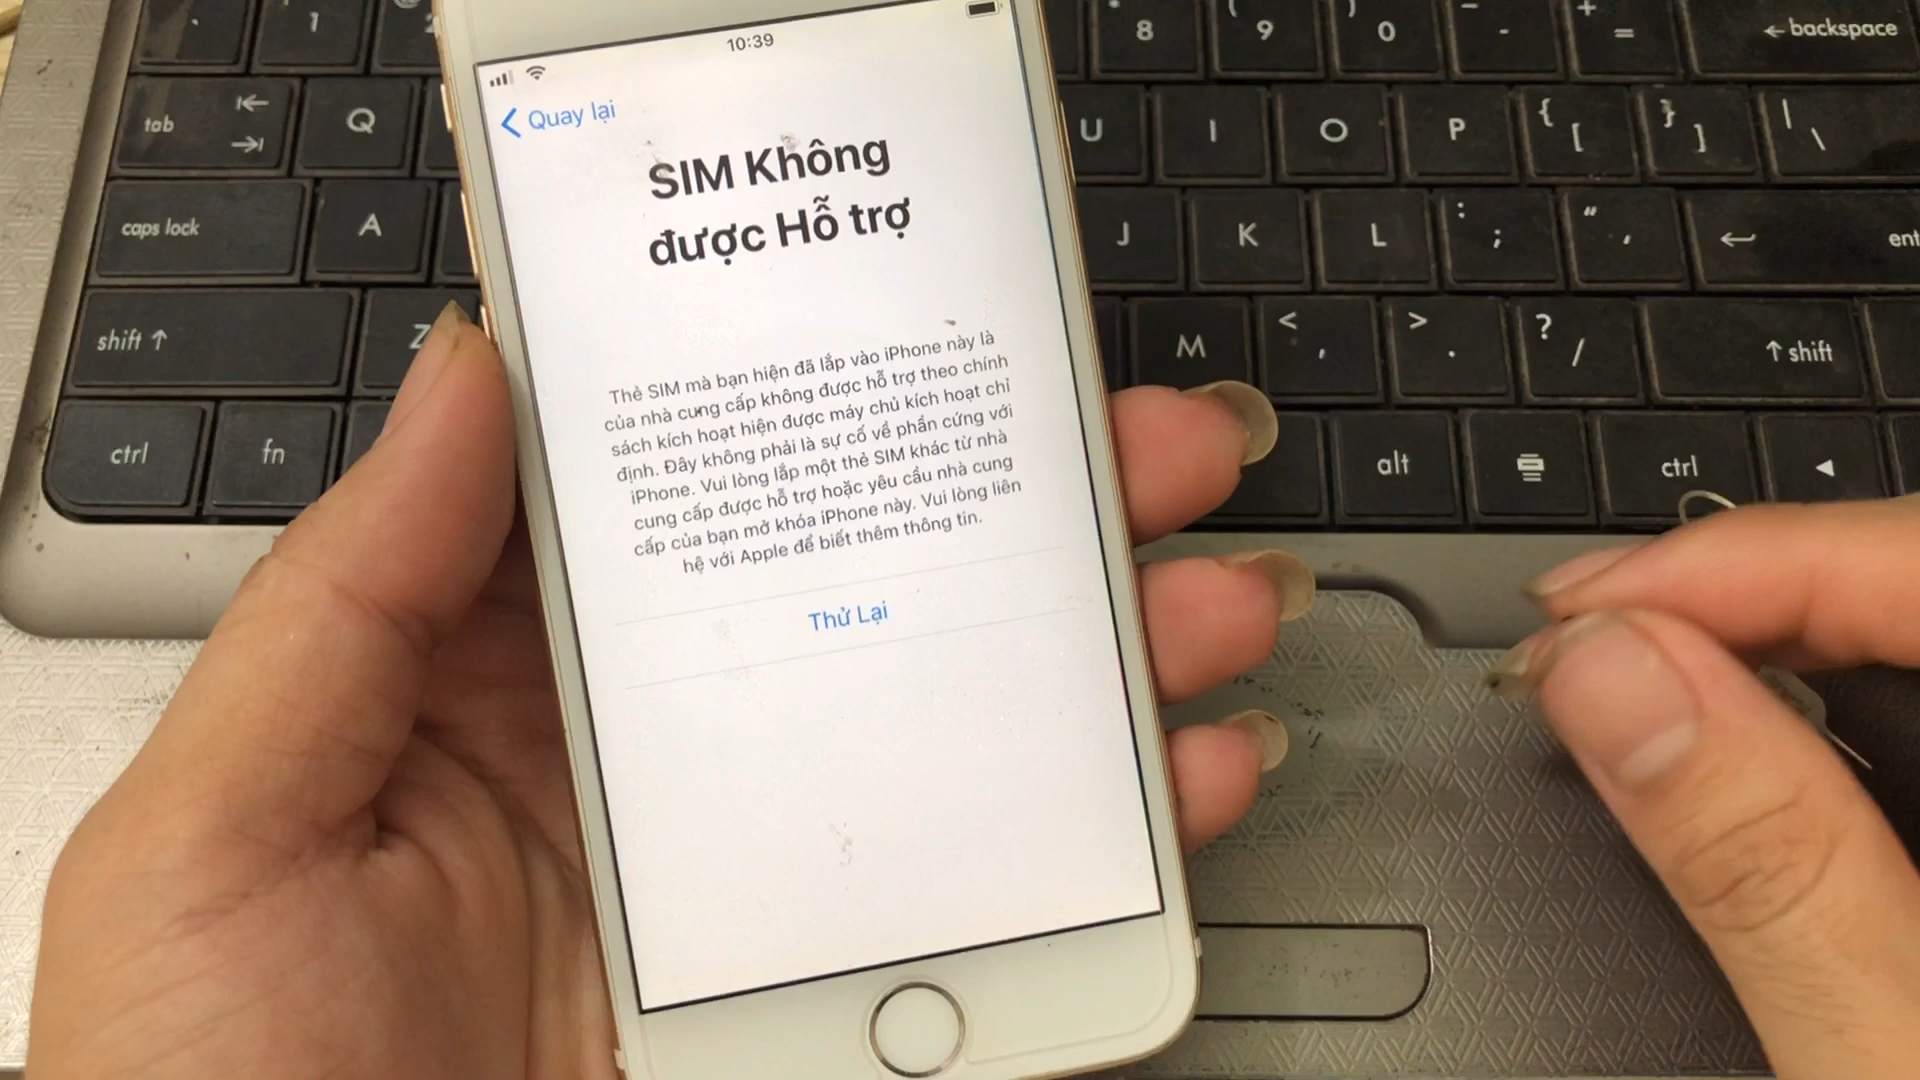 10:39
Quay lại
SIM Không
được Hỗ trợ
Thẻ SIM mà bạn hiện đã lắp vào iPhone này là
của nhà cung cấp không được hỗ trợ theo chính
sách kích hoạt hiện được máy chủ kích hoạt chỉ
định. Đây không phải là sự cố về phần cứng với
iPhone. Vui lòng lắp một thẻ SIM khác từ nhà
cung cấp được hỗ trợ hoặc yêu cầu nhà cung
cấp của bạn mở khóa iPhone này. Vui lòng liên
hệ với Apple để biết thêm thông tin.
Thử Lại
1
( 9
) 0
8
- 
+ =
← backspace
tab
Q
U I O P { [ } ] | \
caps lock
A
J K L : ; " ,
← ent
shift ↑
Z
M < , > . ? /
↑ shift
ctrl
fn
alt
ctrl
◄